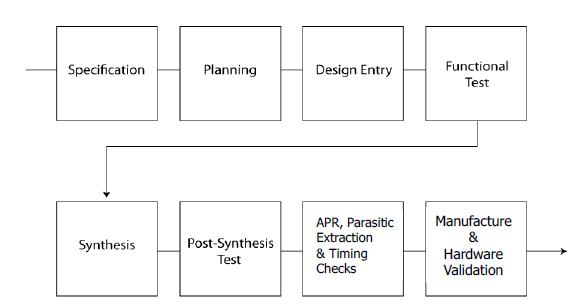 Specification
Planning
Design Entry
Functional
Test
Synthesis
Post-Synthesis
Test
APR, Parasitic
Extraction
& Timing
Checks
Manufacture
&
Hardware
Validation